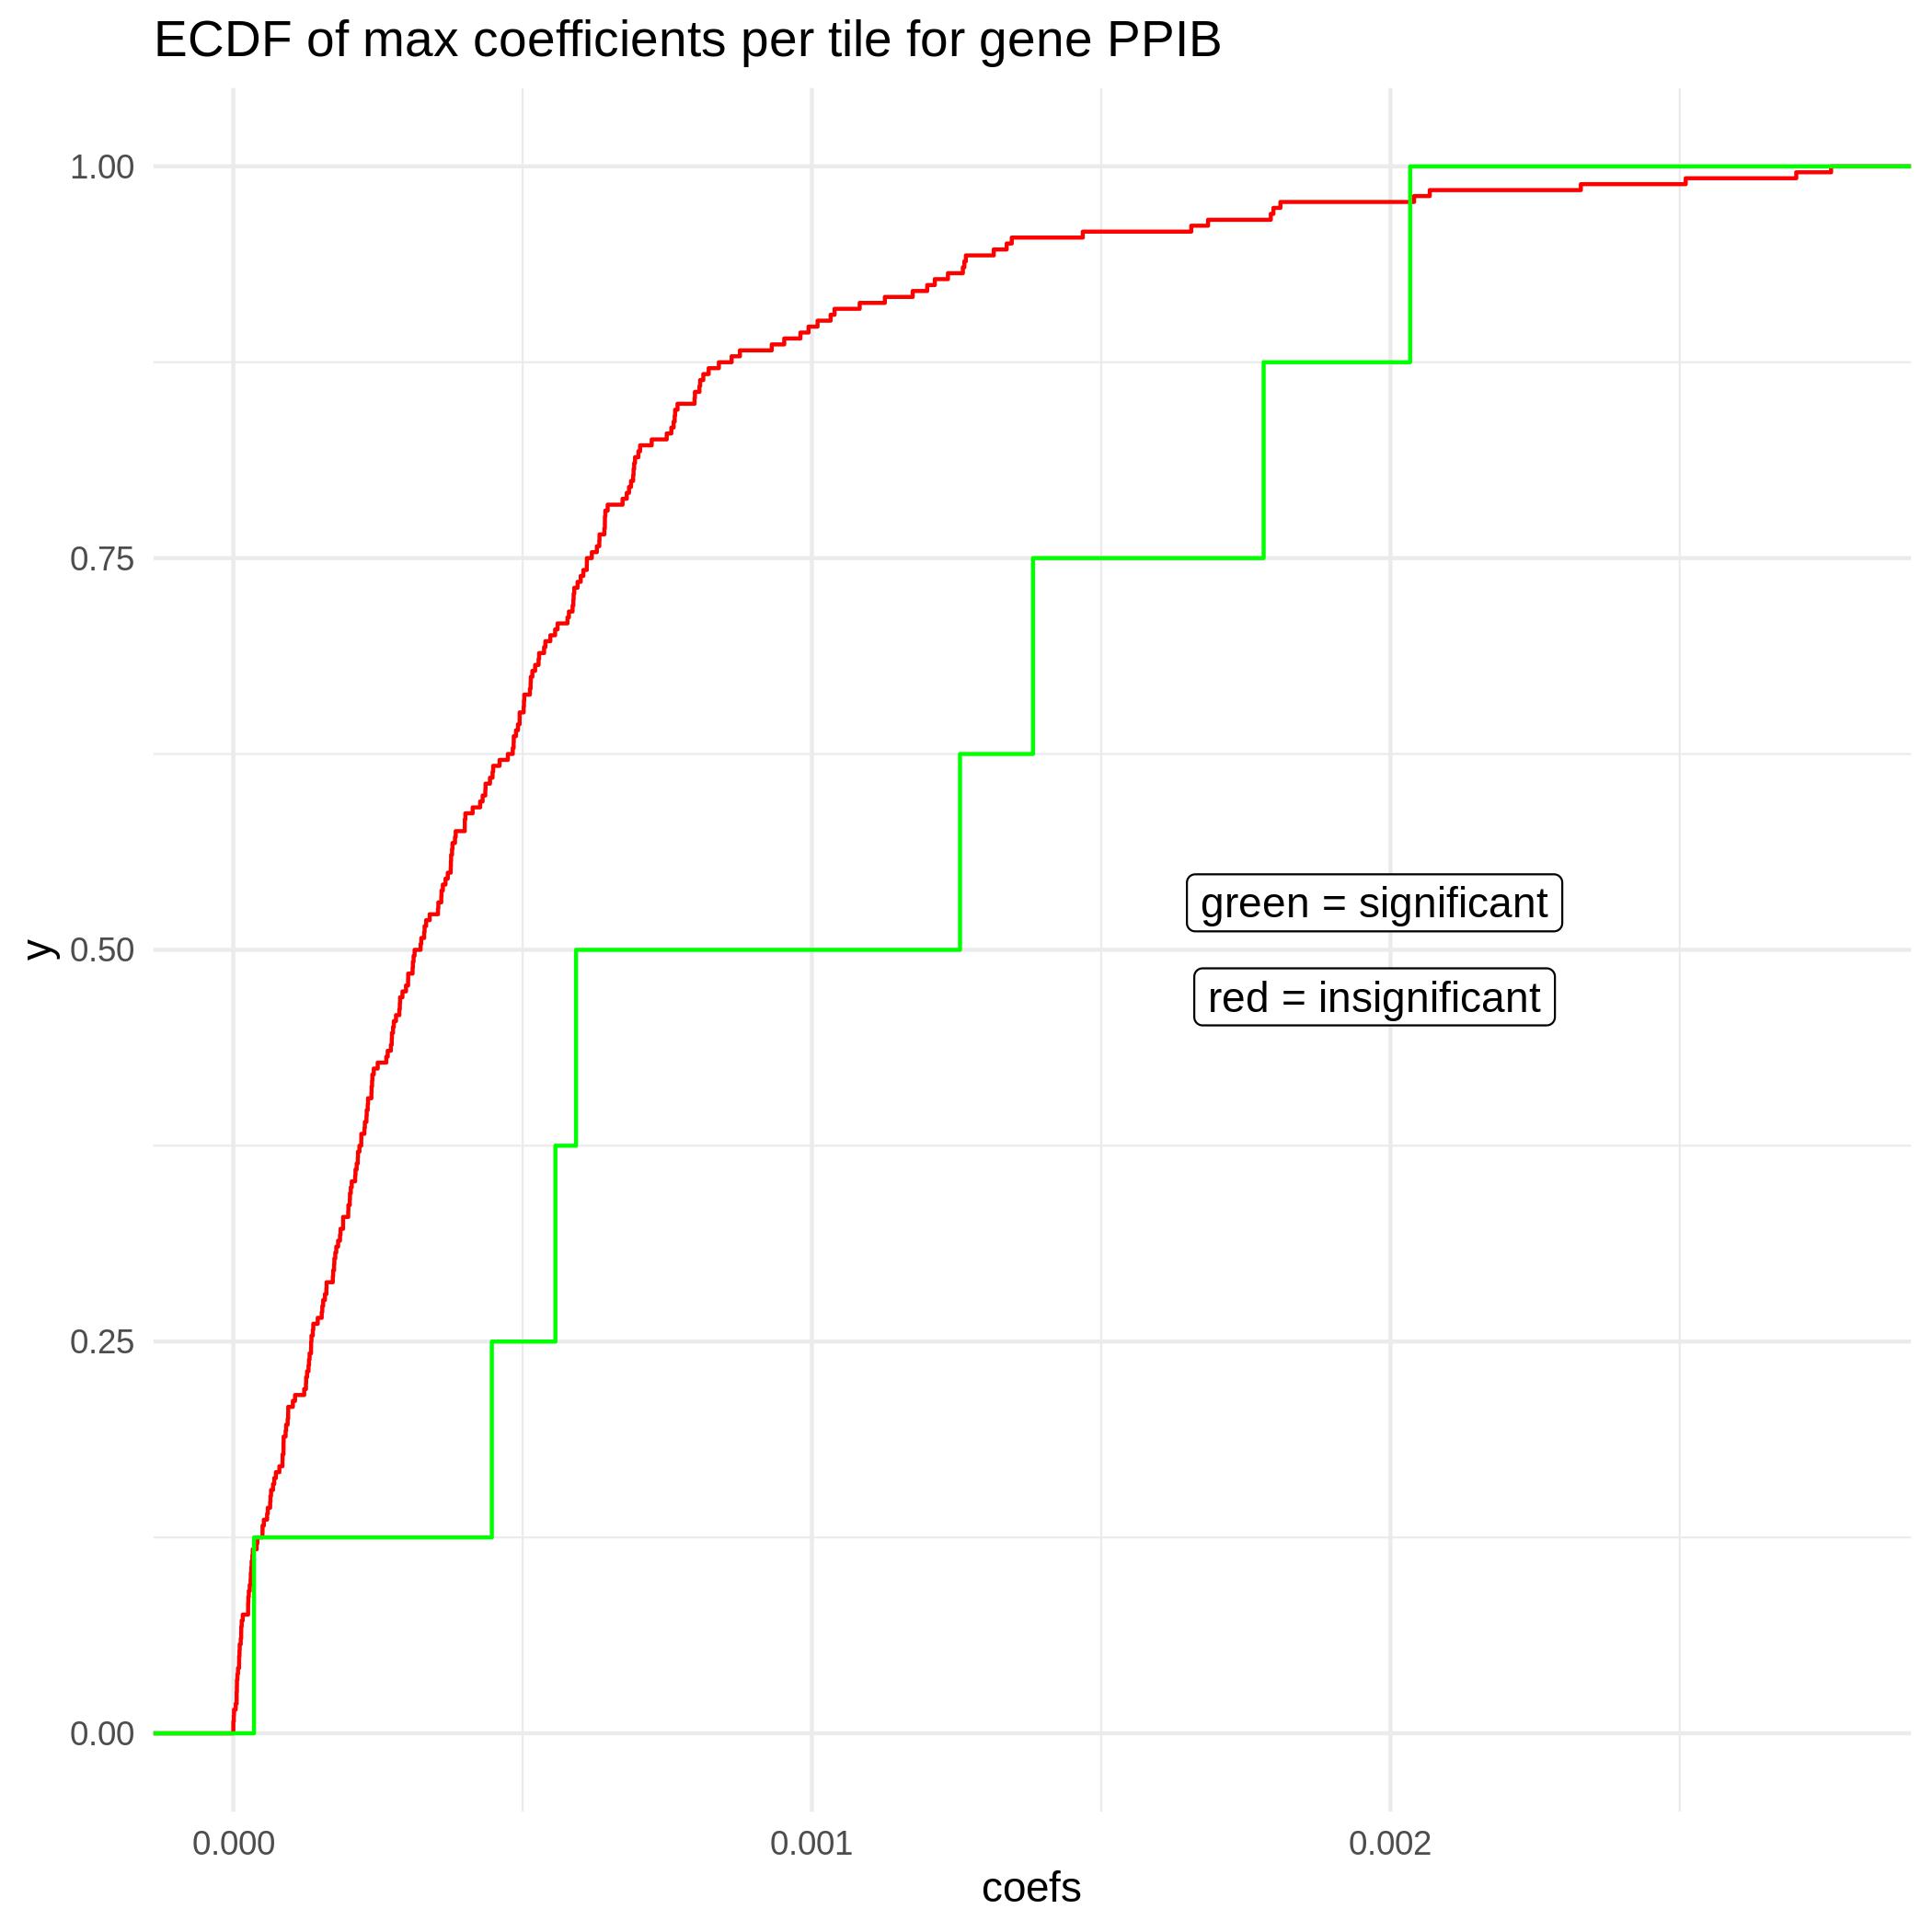 ECDF of max coefficients per tile for gene PPIB
1.00
0.75
green = significant
y
0.50
red = insignificant
0.25
0.00
0.000 0.001 0.002
coefs